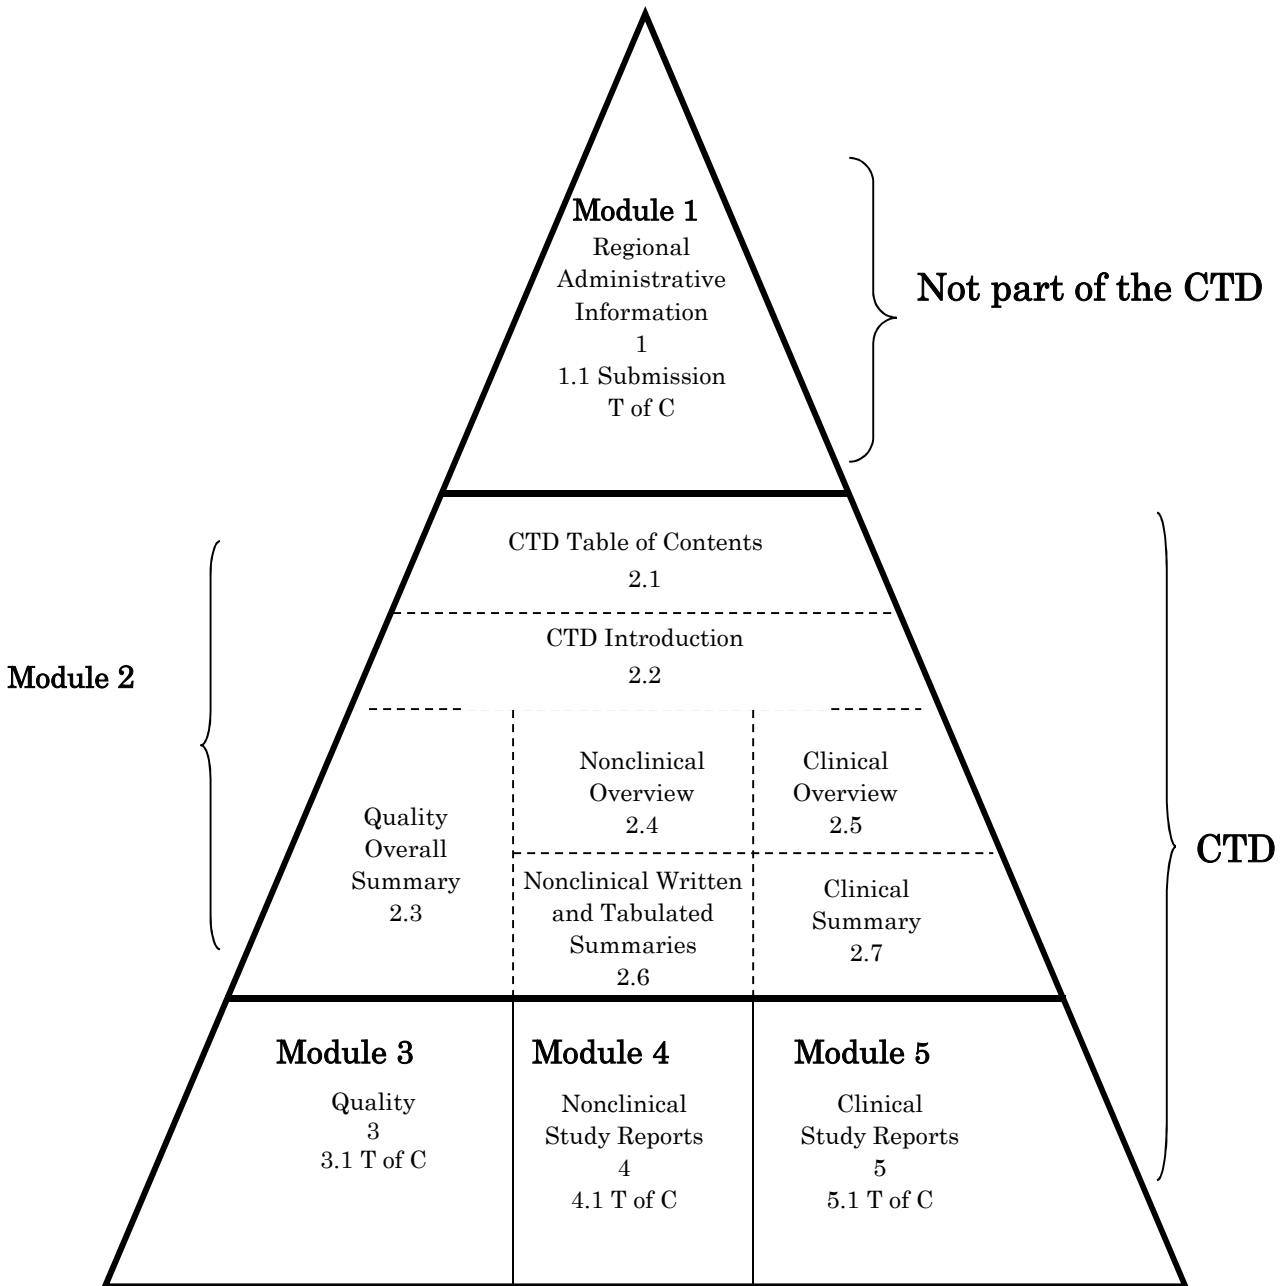 Module 1
Regional
Administrative
Information
1
1.1 Submission
T of C
Not part of the CTD
CTD Table of Contents
2.1
CTD Introduction
2.2
Module 2
Quality
Overall
Summary
2.3
Nonclinical
Overview
2.4
Clinical
Overview
2.5
Nonclinical Written
and Tabulated
Summaries
2.6
Clinical
Summary
2.7
CTD
Module 3
Quality
3
3.1 T of C
Module 4
Nonclinical
Study Reports
4
4.1 T of C
Module 5
Clinical
Study Reports
5
5.1 T of C